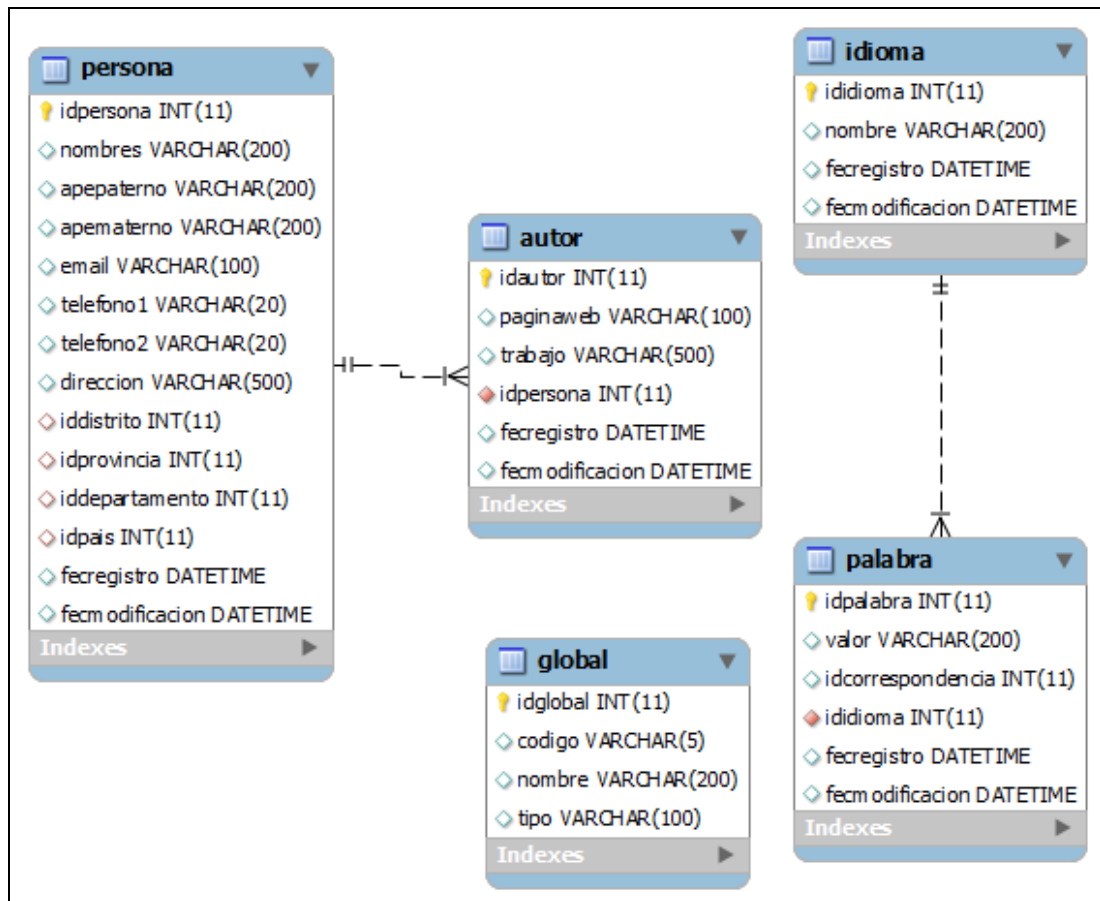 persona
idpersona INT(11)
nombres VARCHAR(200)
apepaterno VARCHAR(200)
apematerno VARCHAR(200)
email VARCHAR(100)
telefono1 VARCHAR(20)
telefono2 VARCHAR(20)
direccion VARCHAR(500)
iddistrito INT(11)
idprovincia INT(11)
iddepartamento INT(11)
idpais INT(11)
fecregistro DATETIME
fecmodificacion DATETIME
Indexes
autor
idautor INT(11)
paginaweb VARCHAR(100)
trabajo VARCHAR(500)
idpersona INT(11)
fecregistro DATETIME
fecmodificacion DATETIME
Indexes
global
idglobal INT(11)
codigo VARCHAR(5)
nombre VARCHAR(200)
tipo VARCHAR(100)
Indexes
idioma
ididioma INT(11)
nombre VARCHAR(200)
fecregistro DATETIME
fecmodificacion DATETIME
Indexes
palabra
idpalabra INT(11)
valor VARCHAR(200)
idcorrespondencia INT(11)
ididioma INT(11)
fecregistro DATETIME
fecmodificacion DATETIME
Indexes